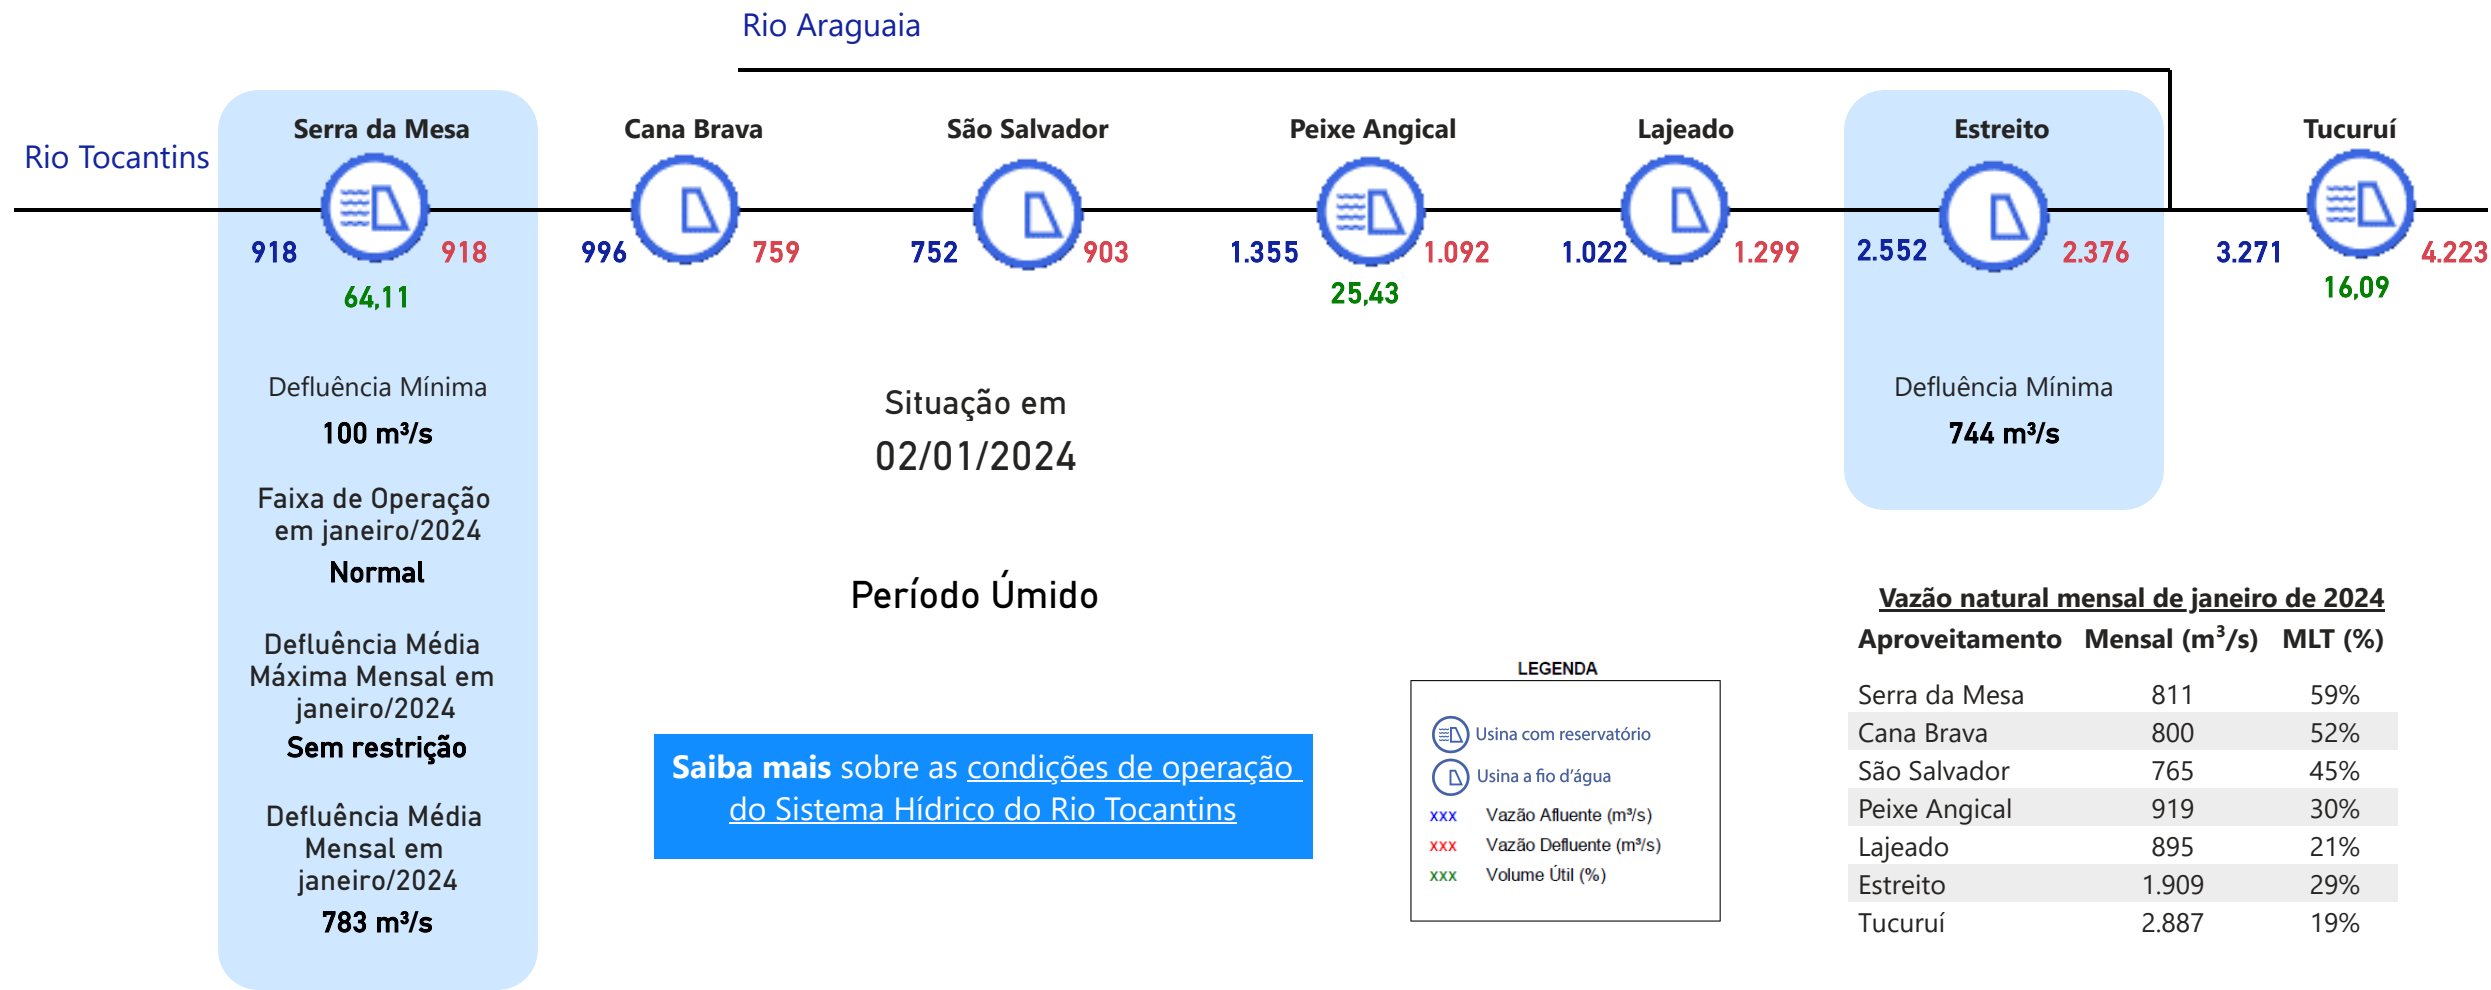 Rio Araguaia
Rio Tocantins
Serra da Mesa
Cana Brava
São Salvador
Peixe Angical
Lajeado
Estreito
Tucuruí
918 918
996 759
752 903
1.355 1.092
1.022 1.299
2.552 2.376
3.271 4.223
64,11
25,43
16,09
Defluência Mínima
100 m³/s
Faixa de Operação
em janeiro/2024
Normal
Defluência Média
Máxima Mensal em
janeiro/2024
Sem restrição
Defluência Média
Mensal em
janeiro/2024
783 m³/s
Situação em
02/01/2024
Período Úmido
Saiba mais sobre as condições de operação
do Sistema Hídrico do Rio Tocantins
Defluência Mínima
744 m³/s
LEGENDA
Usina com reservatório
Usina a fio d'água
xxx Vazão Afluente (m³/s)
xxx Vazão Defluente (m³/s)
xxx Volume Útil (%)
Vazão natural mensal de janeiro de 2024
Aproveitamento Mensal (m³/s) MLT (%)
Serra da Mesa 811 59%
Cana Brava 800 52%
São Salvador 765 45%
Peixe Angical 919 30%
Lajeado 895 21%
Estreito 1.909 29%
Tucuruí 2.887 19%